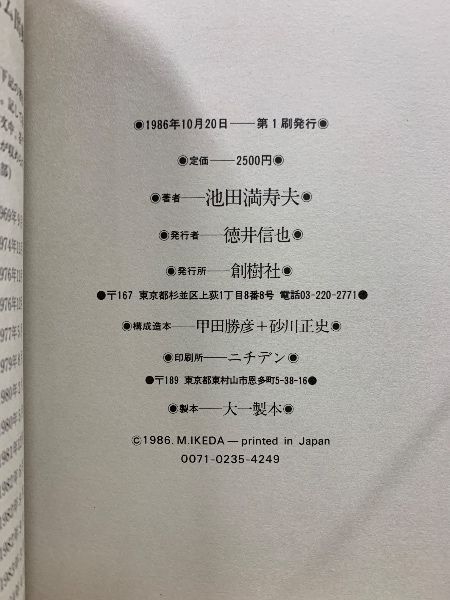 ◉1986年10月20日──第1刷発行◉
◉定価──2500円◉
◉著者──池田満寿夫◉
◉発行者──徳井信也◉
◉発行所──創樹社◉
●〒167 東京都杉並区上荻1丁目8番8号 電話03-220-2771●
◉構成造本──甲田勝彦＋砂川正史◉
◉印刷所──ニチデン◉
●〒189 東京都東村山市恩多町5-38-16●
◉製本──大一製本◉
©1986. M.IKEDA — printed in Japan
0071-0235-4249